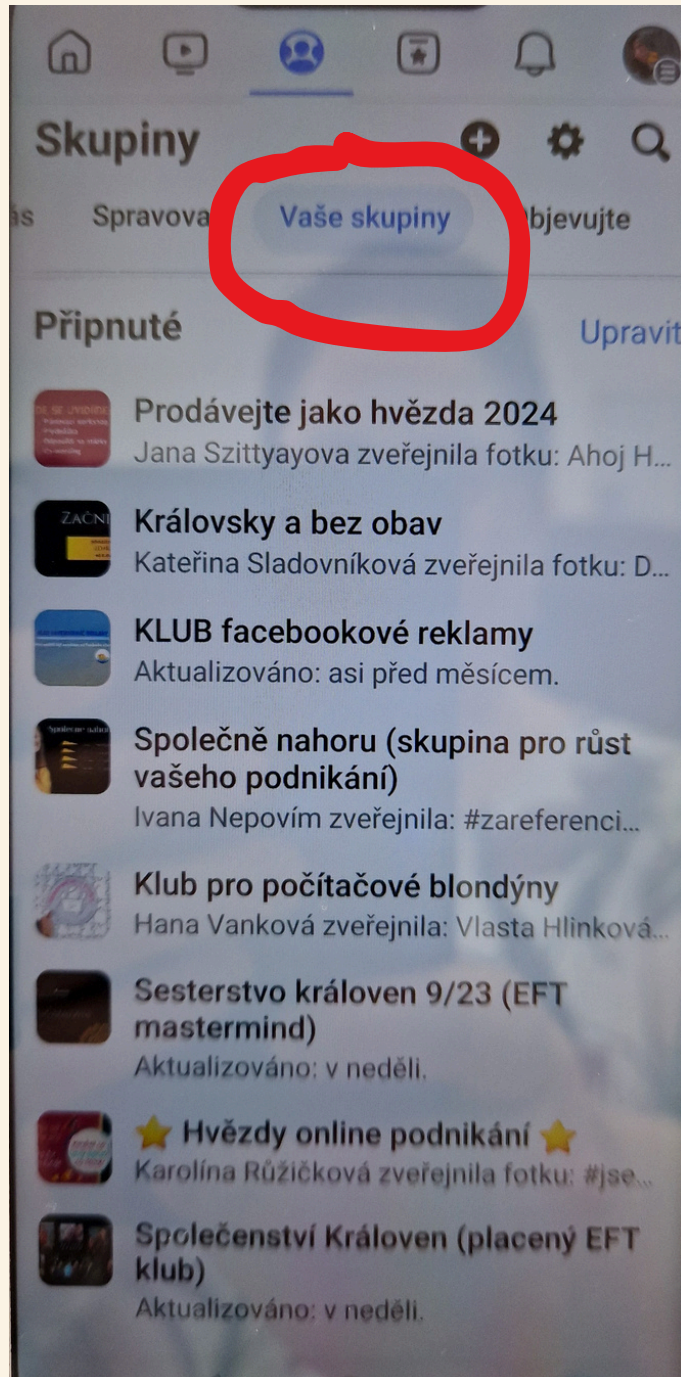 Skupiny
ás Spravova Vaše skupiny bjevujte
Připnuté Upravit
Prodávejte jako hvězda 2024
Jana Szittyayova zveřejnila fotku: Ahoj H...
ZAČNI
Královsky a bez obav
Kateřina Sladovníková zveřejnila fotku: D...
KLUB facebookové reklamy
Aktualizováno: asi před měsícem.
Společně nahoru (skupina pro růst
vašeho podnikání)
Ivana Nepovím zveřejnila: #zareferenci...
Klub pro počítačové blondýny
Hana Vanková zveřejnila: Vlasta Hlinková...
Sesterstvo královen 9/23 (EFT
mastermind)
Aktualizováno: v neděli.
⭐ Hvězdy online podnikání ⭐
Karolína Růžičková zveřejnila fotku: #jse...
Společenství Královen (placený EFT
klub)
Aktualizováno: v neděli.